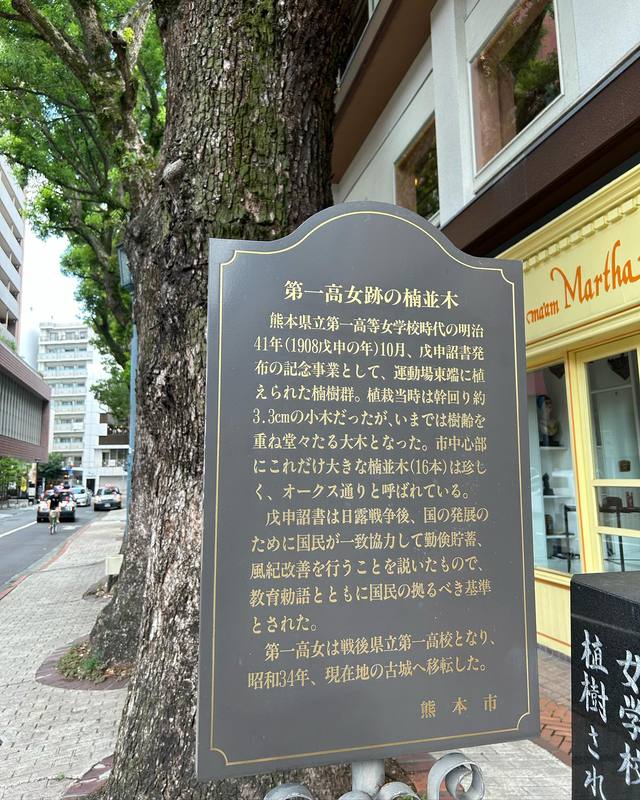 第一高女跡の楠並木
熊本県立第一高等女学校時代の明治
41年(1908戊申の年)10月、戊申詔書発
布の記念事業として、運動場東端に植
えられた楠樹群。植栽当時は幹回り約
3.3cmの小木だったが、いまでは樹齢を
重ね堂々たる大木となった。市中心部
にこれだけ大きな楠並木(16本)は珍し
く、オークス通りと呼ばれている。
戊申詔書は日露戦争後、国の発展の
ために国民が一致協力して勤倹貯蓄、
風紀改善を行うことを説いたもので、
教育勅語とともに国民の拠るべき基準
とされた。
第一高女は戦後県立第一高校となり、
昭和34年、現在地の古城へ移転した。
熊本市
ma'am Martha
女学校
植樹され